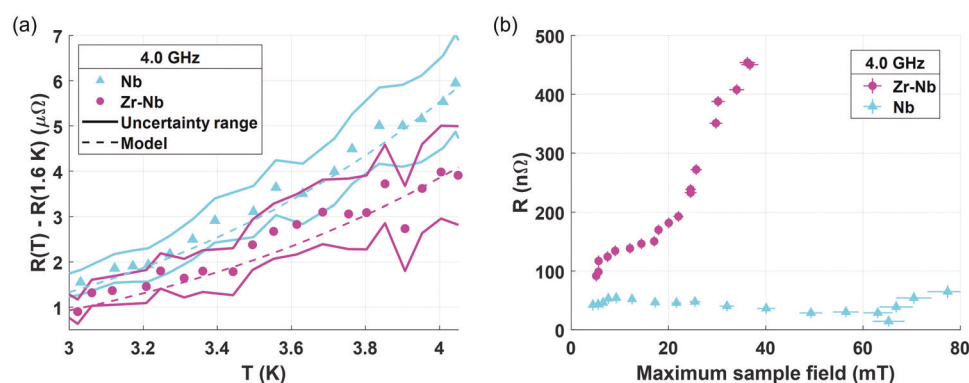 (a)
7
6
5
4
3
2
1
R(T) - R(1.6 K) (μΩ)
4.0 GHz
Nb
Zr-Nb
Uncertainty range
Model
3 3.2 3.4 3.6 3.8 4
T (K)
(b)
500
400
300
200
100
0
R (nΩ)
4.0 GHz
Zr-Nb
Nb
0 20 40 60 80
Maximum sample field (mT)